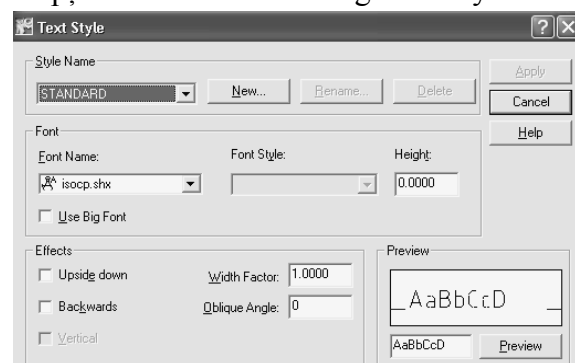 Text Style
Style Name
STANDARD
New...
Rename...
Delete
Apply
Cancel
Help
Font
Font Name:
Font Style:
Height:
isocp.shx
0.0000
Use Big Font
Effects
Upside down
Width Factor: 1.0000
Backwards
Oblique Angle: 0
Vertical
Preview
AaBbCcD
AaBbCcD
Preview